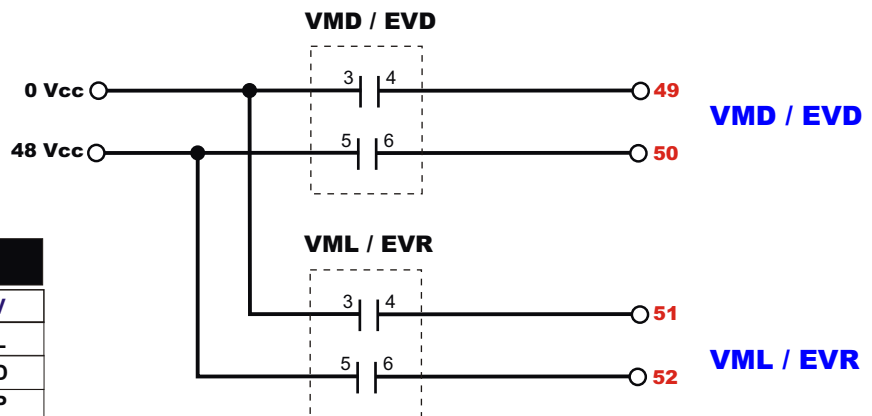 VMD / EVD
0 Vcc 3 4 49
VMD / EVD
48 Vcc 5 6 50
VML / EVR
3 4 51
5 6 52
VML / EVR